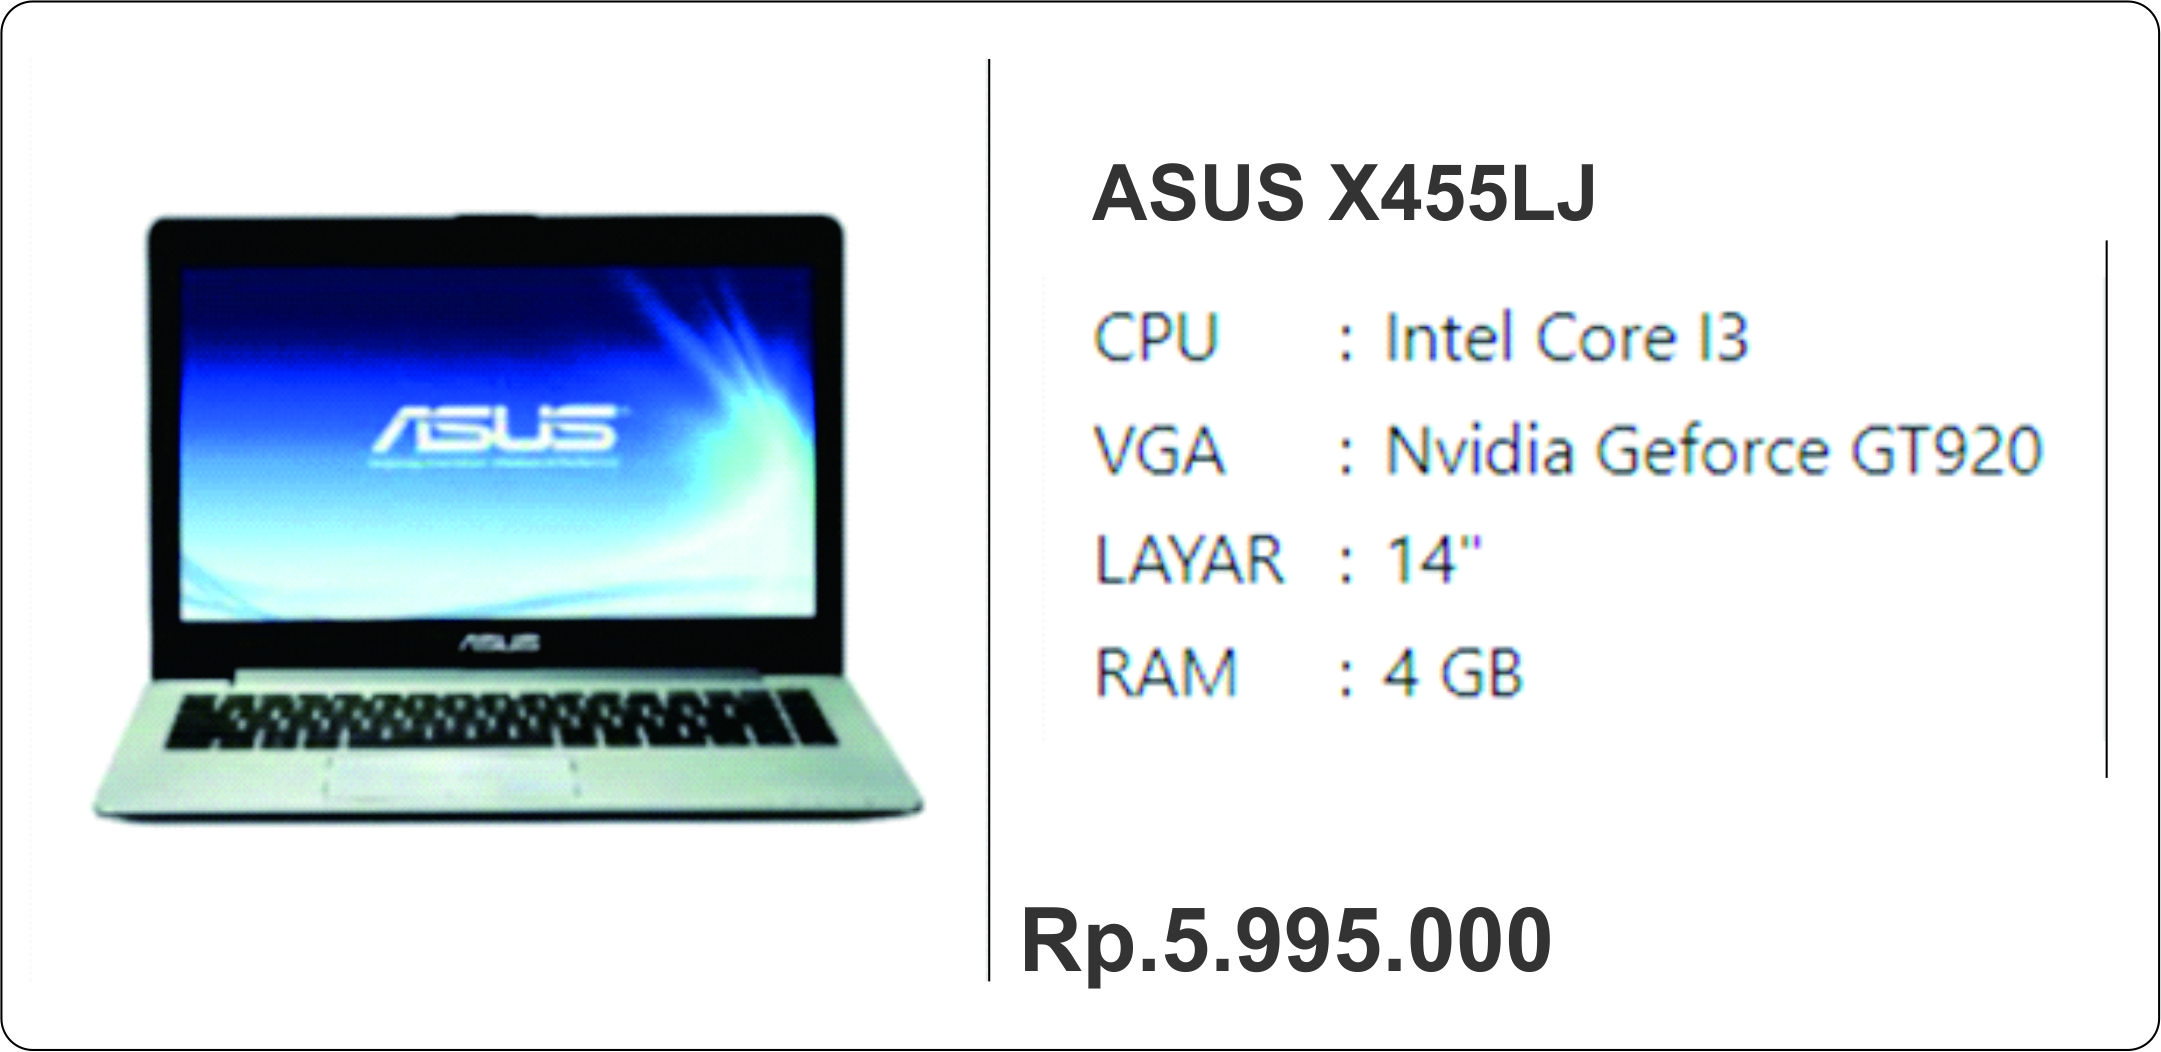 ASUS
ASUS
ASUS X455LJ
CPU : Intel Core I3
VGA : Nvidia Geforce GT920
LAYAR : 14"
RAM : 4 GB
Rp.5.995.000